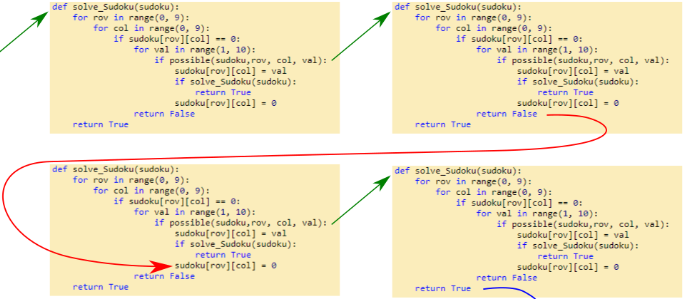 def solve_Sudoku(sudoku):
for rov in range(0, 9):
for col in range(0, 9):
if sudoku[rov][col] == 0:
for val in range(1, 10):
if possible(sudoku,rov, col, val):
sudoku[rov][col] = val
if solve_Sudoku(sudoku):
return True
sudoku[rov][col] = 0
return False
return True
def solve_Sudoku(sudoku):
for rov in range(0, 9):
for col in range(0, 9):
if sudoku[rov][col] == 0:
for val in range(1, 10):
if possible(sudoku,rov, col, val):
sudoku[rov][col] = val
if solve_Sudoku(sudoku):
return True
sudoku[rov][col] = 0
return False
return True
def solve_Sudoku(sudoku):
for rov in range(0, 9):
for col in range(0, 9):
if sudoku[rov][col] == 0:
for val in range(1, 10):
if possible(sudoku,rov, col, val):
sudoku[rov][col] = val
if solve_Sudoku(sudoku):
return True
sudoku[rov][col] = 0
return False
return True
def solve_Sudoku(sudoku):
for rov in range(0, 9):
for col in range(0, 9):
if sudoku[rov][col] == 0:
for val in range(1, 10):
if possible(sudoku,rov, col, val):
sudoku[rov][col] = val
if solve_Sudoku(sudoku):
return True
sudoku[rov][col] = 0
return False
return True